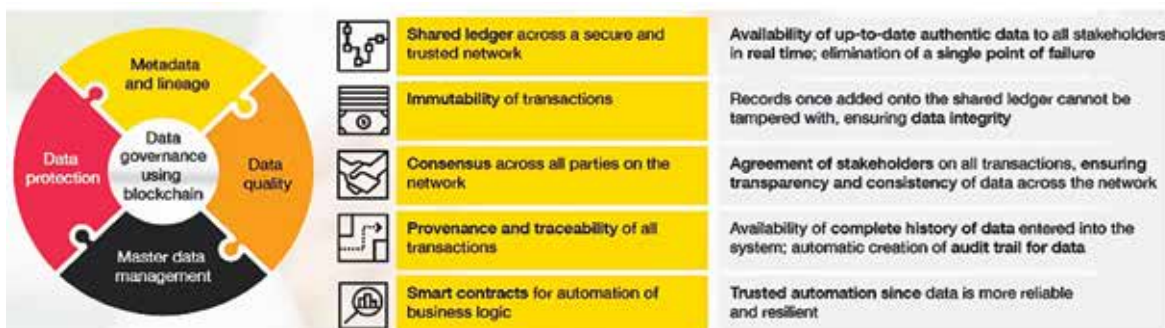 Metadata
and lineage
Data
protection
Data
governance
using
blockchain
Data
quality
Master data
management
Shared ledger across a secure and
trusted network
Availability of up-to-date authentic data to all stakeholders
in real time; elimination of a single point of failure
Immutability of transactions
Records once added onto the shared ledger cannot be
tampered with, ensuring data integrity
Consensus across all parties on the
network
Agreement of stakeholders on all transactions, ensuring
transparency and consistency of data across the network
Provenance and traceability of all
transactions
Availability of complete history of data entered into the
system; automatic creation of audit trail for data
Smart contracts for automation of
business logic
Trusted automation since data is more reliable
and resilient